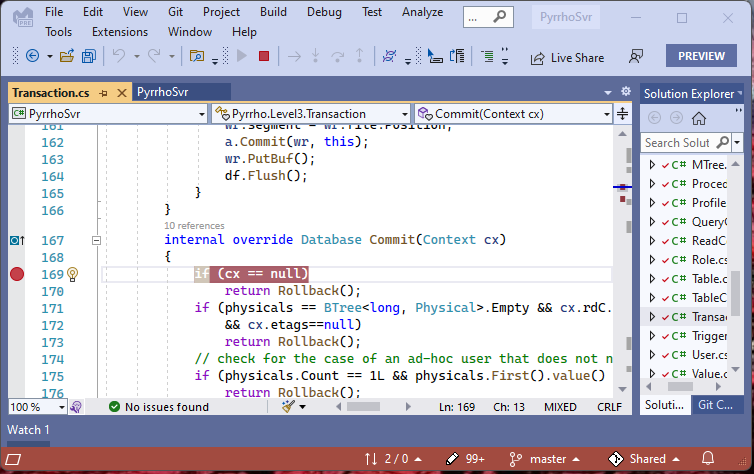 File Edit View Git Project Build Debug Test Analyze
Tools Extensions Window Help
...
PyrrhoSvr
PRE
Live Share
PREVIEW
Transaction.cs
PyrrhoSvr
Solution Explorer
C# PyrrhoSvr
Pyrrho.Level3.Transaction
Commit(Context cx)
Search Solut
161 wr.segment = wr.file.Position;
162 a.Commit(wr, this);
163 wr.PutBuf();
164 df.Flush();
165 }
166 }
10 references
167 internal override Database Commit(Context cx)
168 {
169 if (cx == null)
170 return Rollback();
171 if (physicals == BTree<long, Physical>.Empty && cx.rdC.
172 && cx.etags==null)
173 return Rollback();
174 // check for the case of an ad-hoc user that does not n
175 if (physicals.Count == 1L && physicals.First().value()
176 return Rollback();
C# MTree.
C# Proced
C# Profile
C# QueryC
C# ReadC
C# Role.cs
C# Table.c
C# TableC
C# Transac
C# Trigger
C# User.cs
C# Value.c
100 %
No issues found
Ln: 169 Ch: 13 MIXED CRLF
Soluti...
Git C...
Watch 1
2 / 0
99+
master
Shared